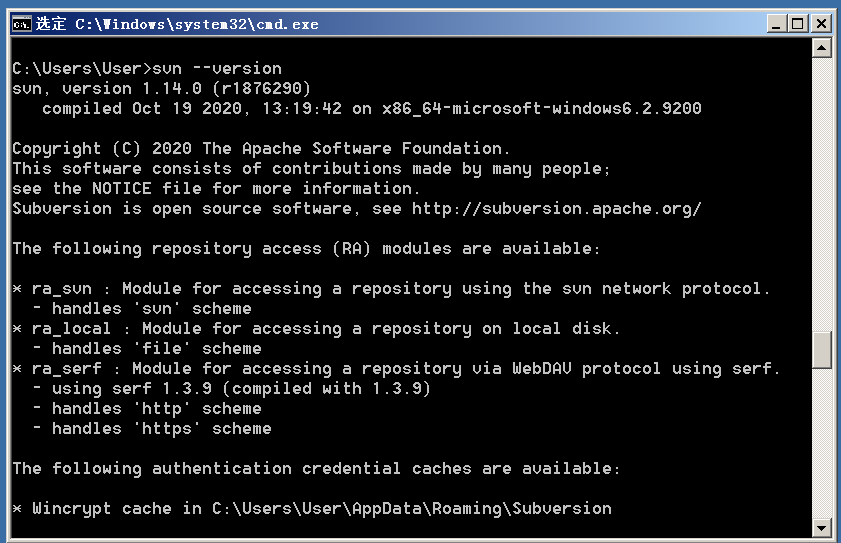 选定 C:\Windows\system32\cmd.exe
C:\Users\User>svn --version
svn, version 1.14.0 (r1876290)
compiled Oct 19 2020, 13:19:42 on x86_64-microsoft-windows6.2.9200
Copyright (C) 2020 The Apache Software Foundation.
This software consists of contributions made by many people;
see the NOTICE file for more information.
Subversion is open source software, see http://subversion.apache.org/
The following repository access (RA) modules are available:
* ra_svn : Module for accessing a repository using the svn network protocol.
- handles 'svn' scheme
* ra_local : Module for accessing a repository on local disk.
- handles 'file' scheme
* ra_serf : Module for accessing a repository via WebDAV protocol using serf.
- using serf 1.3.9 (compiled with 1.3.9)
- handles 'http' scheme
- handles 'https' scheme
The following authentication credential caches are available:
* Wincrypt cache in C:\Users\User\AppData\Roaming\Subversion